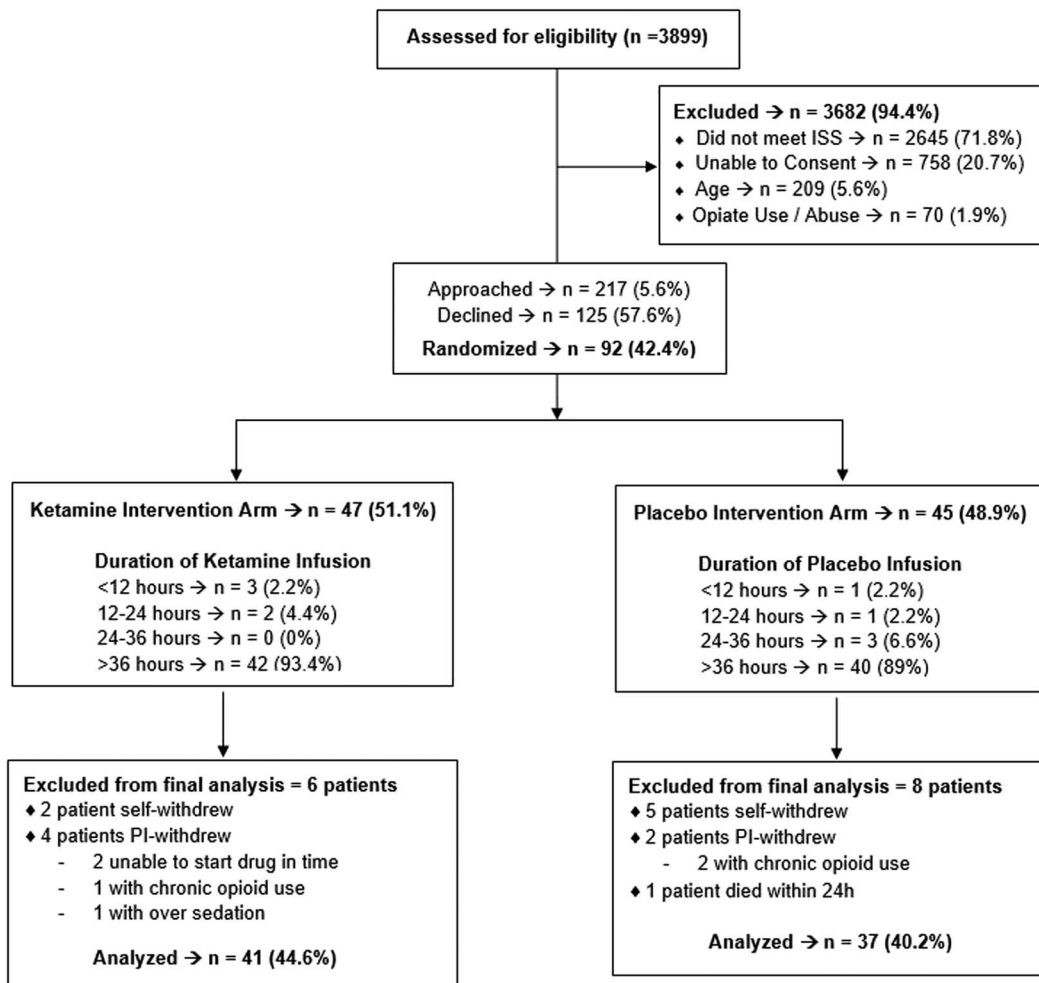 Assessed for eligibility (n =3899)
Excluded → n = 3682 (94.4%)
♦ Did not meet ISS → n = 2645 (71.8%)
♦ Unable to Consent → n = 758 (20.7%)
♦ Age → n = 209 (5.6%)
♦ Opiate Use / Abuse → n = 70 (1.9%)
Approached → n = 217 (5.6%)
Declined → n = 125 (57.6%)
Randomized → n = 92 (42.4%)
Ketamine Intervention Arm → n = 47 (51.1%)
Duration of Ketamine Infusion
<12 hours → n = 3 (2.2%)
12-24 hours → n = 2 (4.4%)
24-36 hours → n = 0 (0%)
>36 hours → n = 42 (93.4%)
Placebo Intervention Arm → n = 45 (48.9%)
Duration of Placebo Infusion
<12 hours → n = 1 (2.2%)
12-24 hours → n = 1 (2.2%)
24-36 hours → n = 3 (6.6%)
>36 hours → n = 40 (89%)
Excluded from final analysis = 6 patients
♦ 2 patient self-withdrew
♦ 4 patients PI-withdrew
- 2 unable to start drug in time
- 1 with chronic opioid use
- 1 with over sedation
Analyzed → n = 41 (44.6%)
Excluded from final analysis = 8 patients
♦ 5 patients self-withdrew
♦ 2 patients PI-withdrew
- 2 with chronic opioid use
♦ 1 patient died within 24h
Analyzed → n = 37 (40.2%)